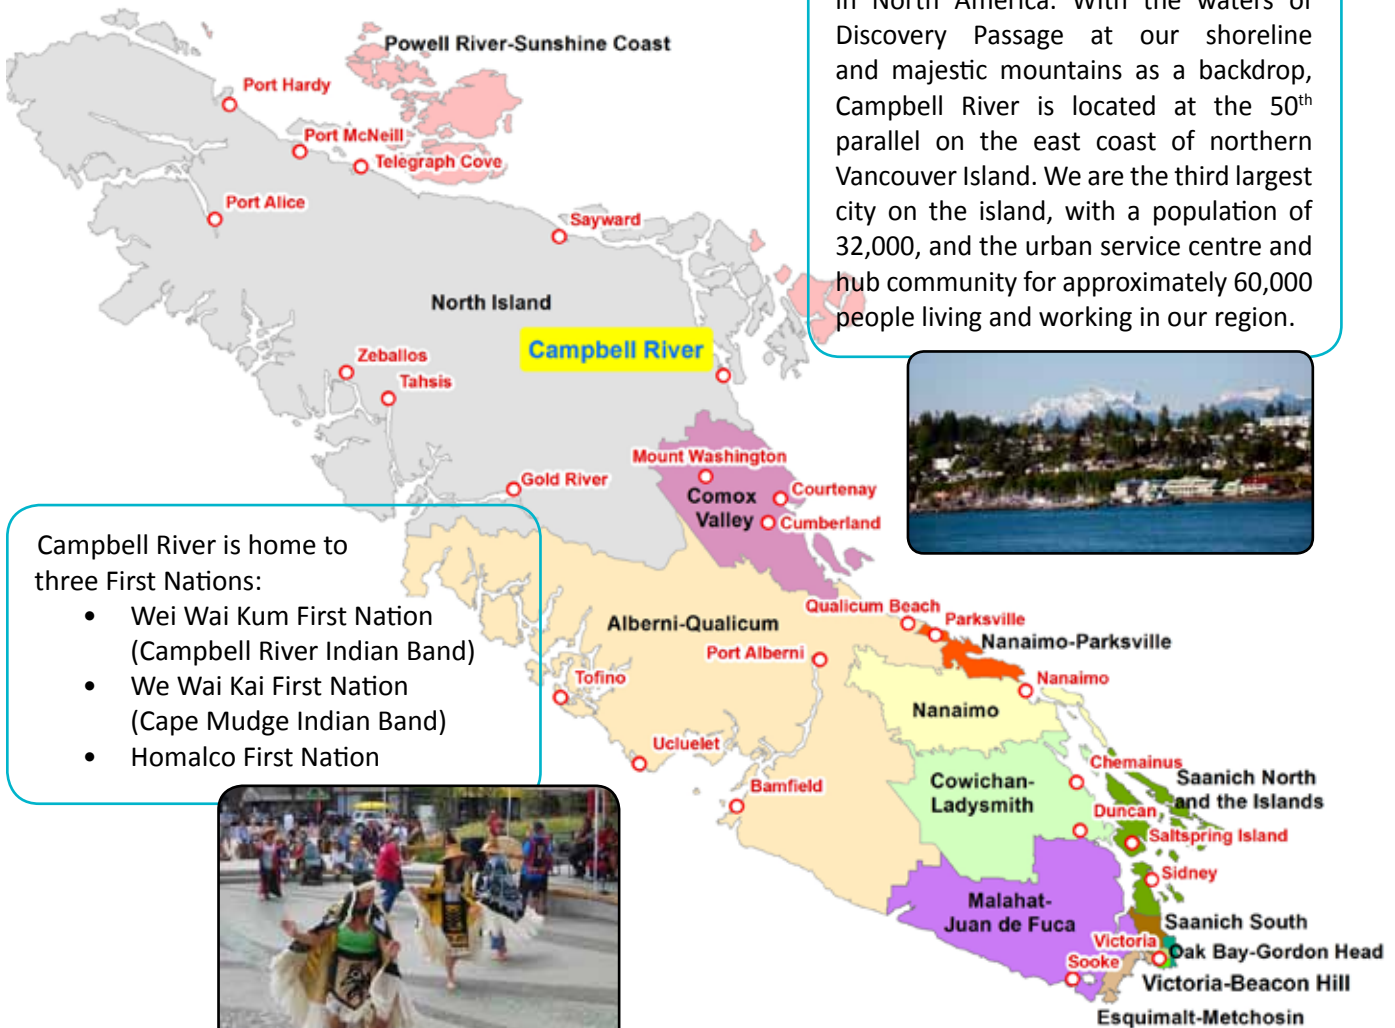 in North America. With the waters of
Discovery Passage at our shoreline
and majestic mountains as a backdrop,
Campbell River is located at the 50th
parallel on the east coast of northern
Vancouver Island. We are the third largest
city on the island, with a population of
32,000, and the urban service centre and
hub community for approximately 60,000
people living and working in our region.
Powell River-Sunshine Coast
Port Hardy
Port McNeill
Telegraph Cove
Port Alice
Sayward
North Island
Campbell River
Zeballos
Tahsis
Mount Washington
Gold River
Comox
Valley
Courtenay
Cumberland
Campbell River is home to
three First Nations:
• Wei Wai Kum First Nation
(Campbell River Indian Band)
• We Wai Kai First Nation
(Cape Mudge Indian Band)
• Homalco First Nation
Qualicum Beach
Parksville
Alberni-Qualicum
Nanaimo-Parksville
Port Alberni
Tofino
Nanaimo
Nanaimo
Ucluelet
Chemainus
Bamfield
Cowichan-
Ladysmith
Saanich North
and the Islands
Duncan
Saltspring Island
Sidney
Malahat-
Juan de Fuca
Saanich South
Victoria
Oak Bay-Gordon Head
Sooke
Victoria-Beacon Hill
Esquimalt-Metchosin